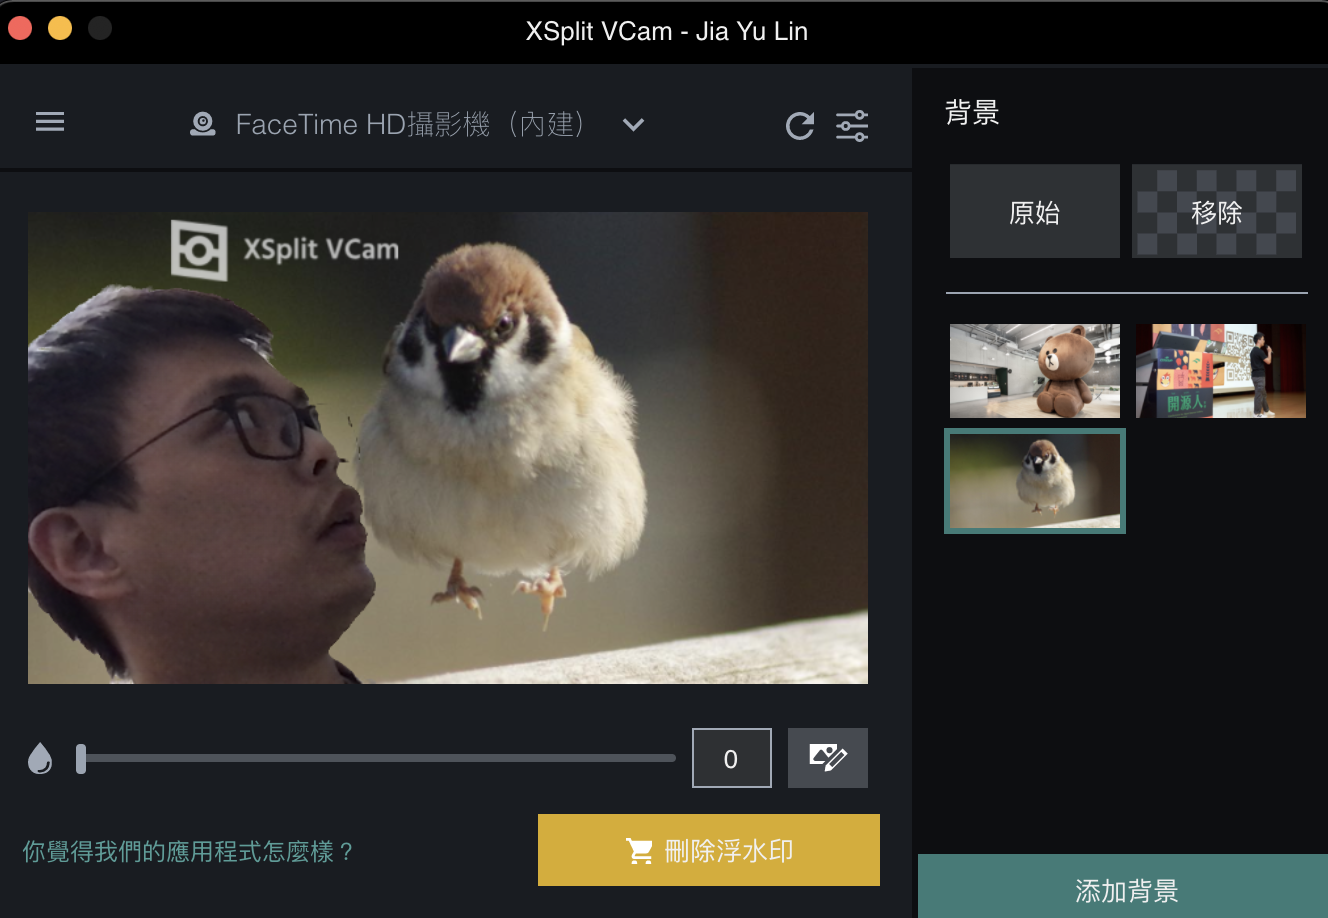 XSplit VCam - Jia Yu Lin
FaceTime HD攝影機（內建）
背景
原始
移除
XSplit VCam
開源人
0
你覺得我們的應用程式怎麼樣？
刪除浮水印
添加背景